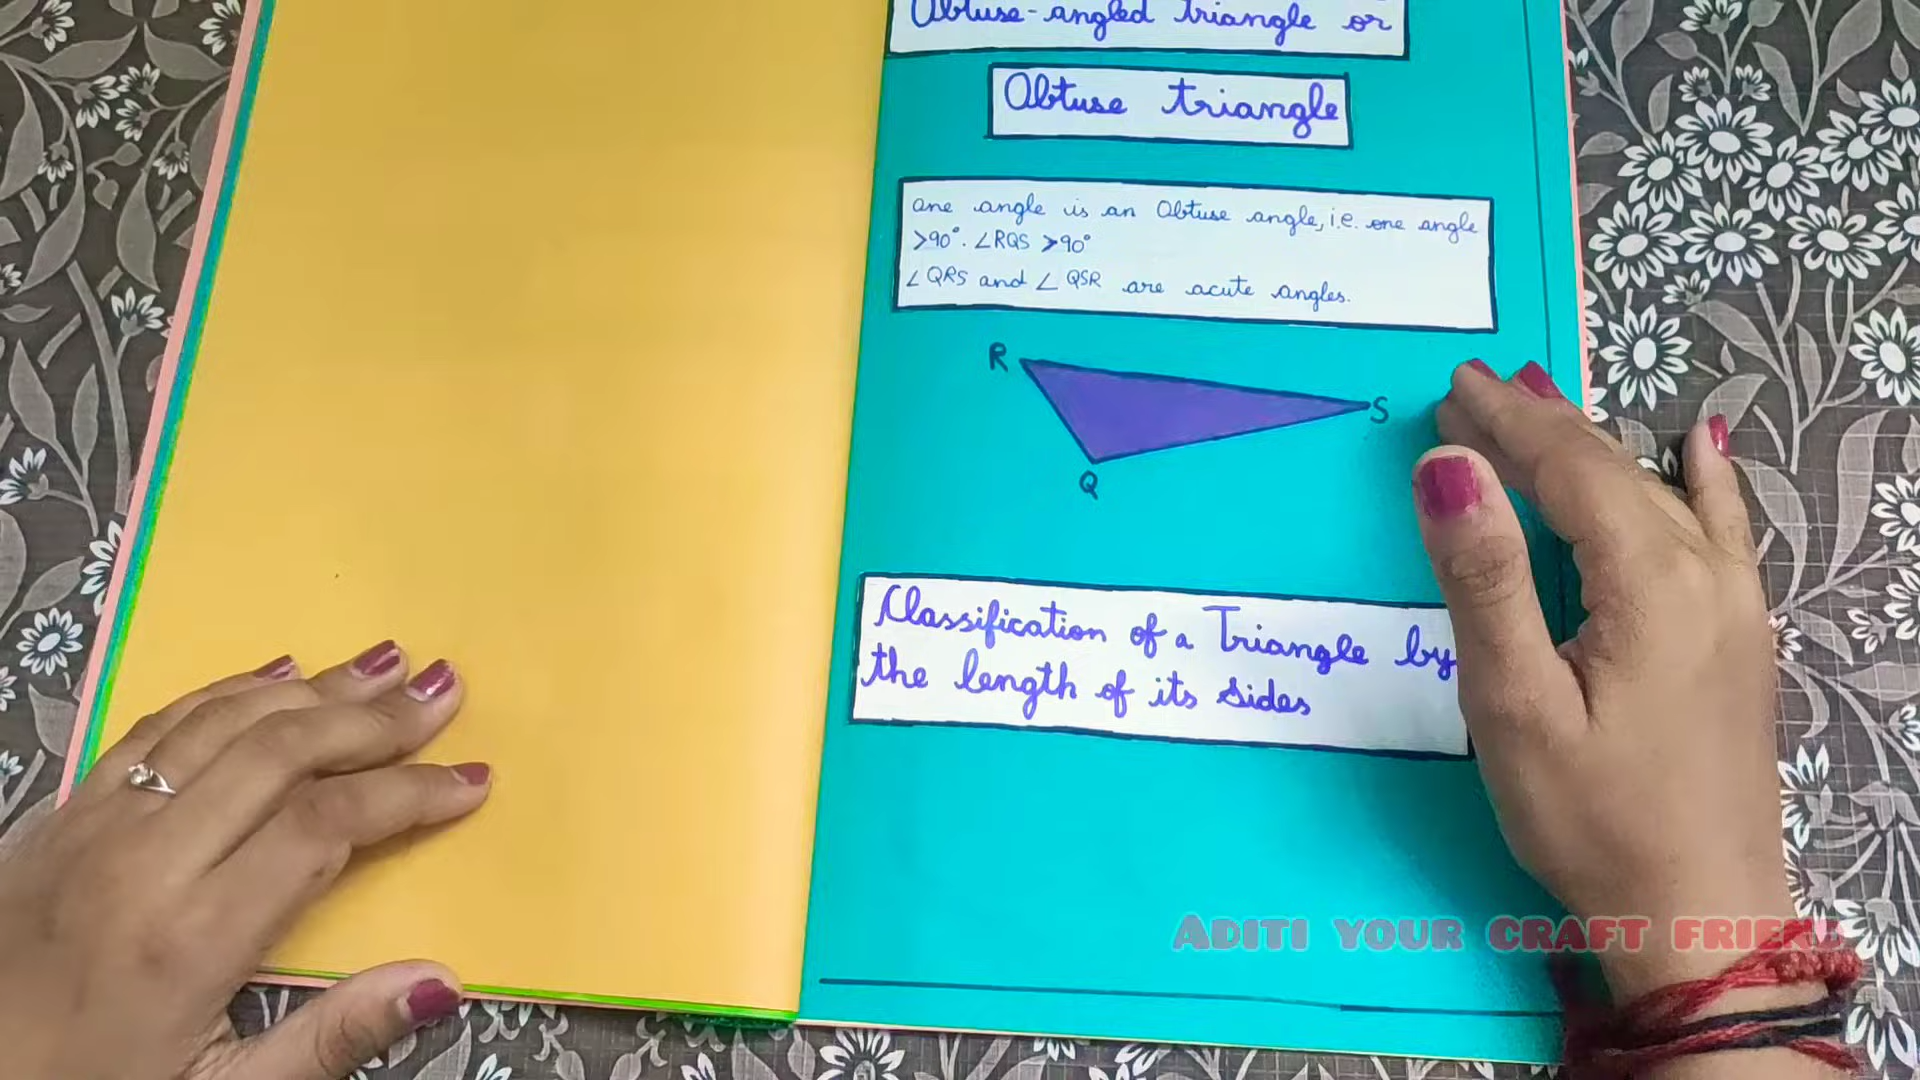 Obtuse-angled triangle or
Obtuse triangle
one angle is an Obtuse angle, i.e. one angle
>90°. ∠RQS >90°
∠QRS and ∠QSR are acute angles.
R
S
Q
Classification of a Triangle by
the length of its sides
ADITI YOUR CRAFT FRIEND